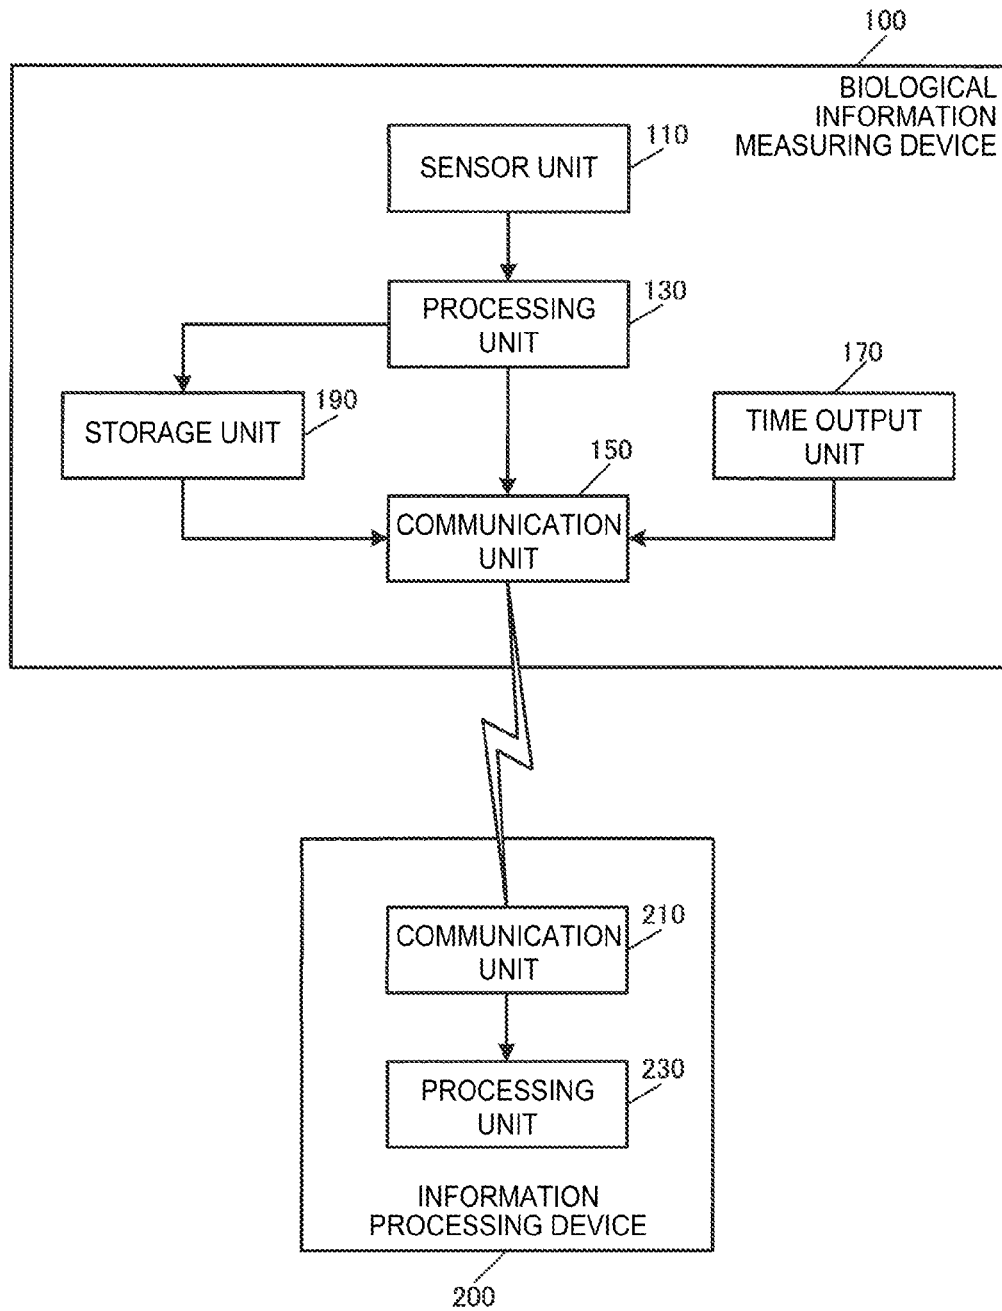 100
BIOLOGICAL
INFORMATION
MEASURING DEVICE
110
SENSOR UNIT
130
PROCESSING
UNIT
190
STORAGE UNIT
170
TIME OUTPUT
UNIT
150
COMMUNICATION
UNIT
210
COMMUNICATION
UNIT
230
PROCESSING
UNIT
INFORMATION
PROCESSING DEVICE
200